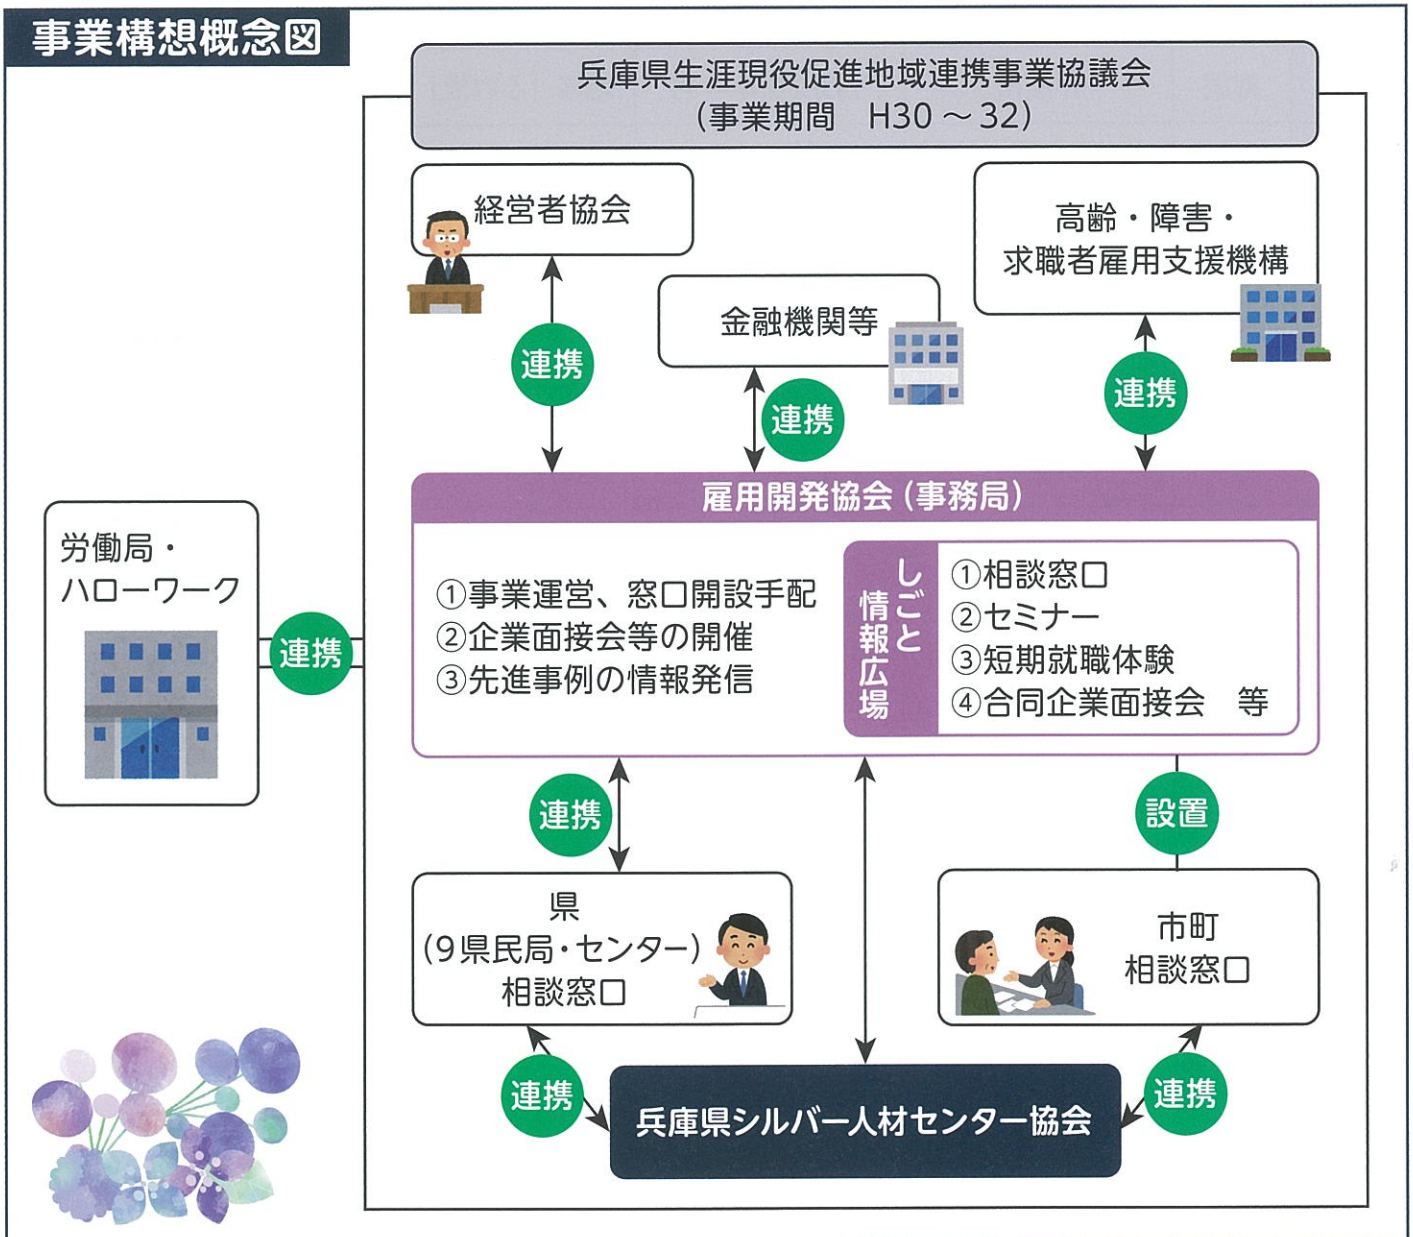 事業構想概念図
兵庫県生涯現役促進地域連携事業協議会
(事業期間　H30～32)
経営者協会
高齢・障害・
求職者雇用支援機構
金融機関等
連携
連携
連携
雇用開発協会(事務局)
①事業運営、窓口開設手配
②企業面接会等の開催
③先進事例の情報発信
しごと
情報広場
①相談窓口
②セミナー
③短期就職体験
④合同企業面接会　等
労働局・
ハローワーク
連携
連携
設置
県
(9県民局・センター)
相談窓口
市町
相談窓口
連携
連携
兵庫県シルバー人材センター協会